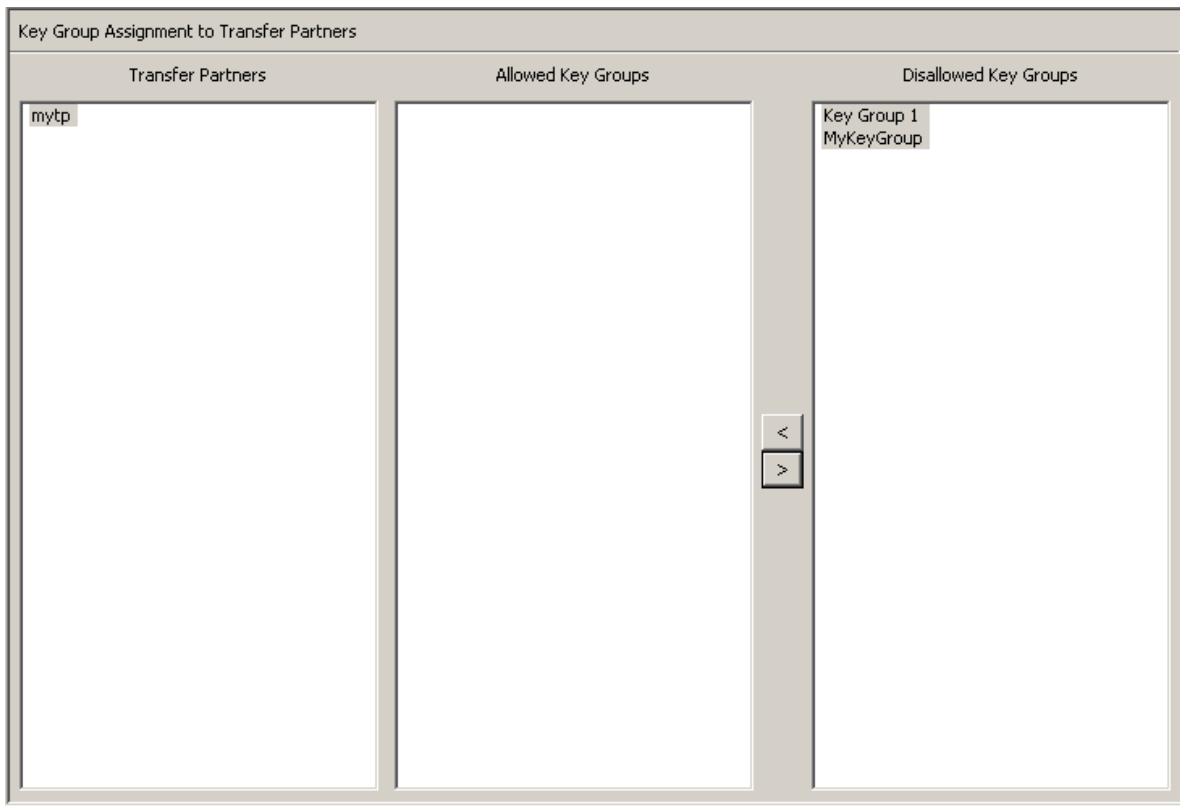 Key Group Assignment to Transfer Partners
Transfer Partners
Allowed Key Groups
Disallowed Key Groups
mytp
Key Group 1
MyKeyGroup
<
>